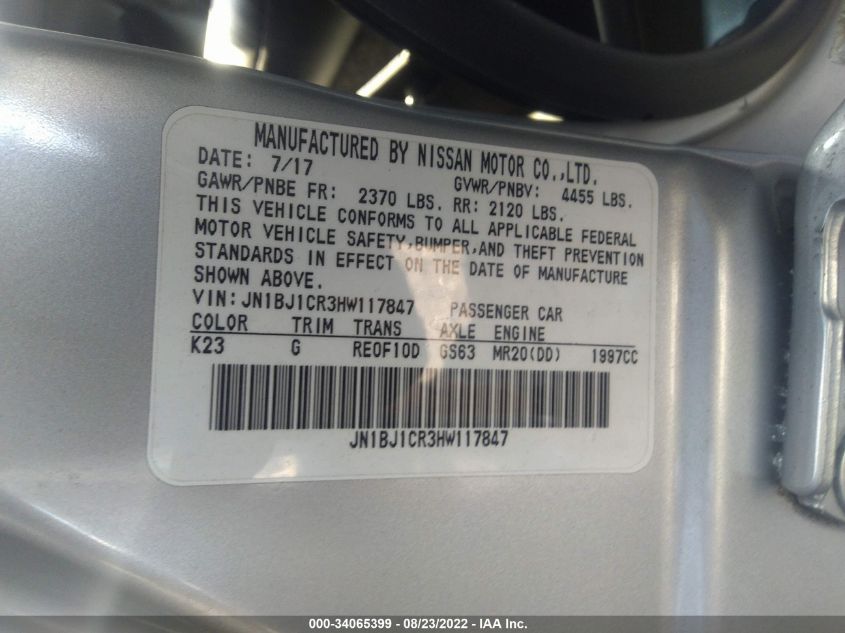 MANUFACTURED BY NISSAN MOTOR CO.,LTD.
DATE: 7/17 GVWR/PNBV: 4455 LBS.
GAWR/PNBE FR: 2370 LBS. RR: 2120 LBS.
THIS VEHICLE CONFORMS TO ALL APPLICABLE FEDERAL
MOTOR VEHICLE SAFETY,BUMPER,AND THEFT PREVENTION
STANDARDS IN EFFECT ON THE DATE OF MANUFACTURE
SHOWN ABOVE.
VIN:JN1BJ1CR3HW117847 PASSENGER CAR
COLOR TRIM TRANS AXLE ENGINE
K23 G RE0F10D GS63 MR20(DD) 1997CC
JN1BJ1CR3HW117847
000-34065399 - 08/23/2022 - IAA Inc.